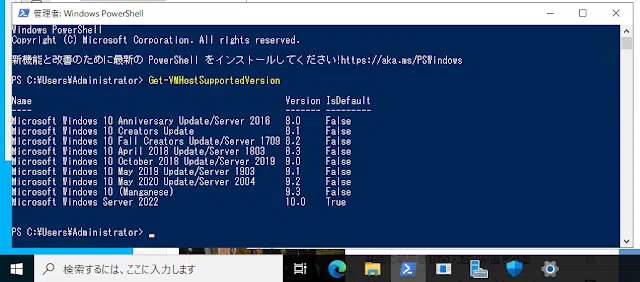 管理者: Windows PowerShell
Windows PowerShell
Copyright (C) Microsoft Corporation. All rights reserved.
新機能と改善のために最新の PowerShell をインストールしてください!https://aka.ms/PSWindows
PS C:¥Users¥Administrator> Get-VMHostSupportedVersion
Name Version IsDefault
---- ------- ---------
Microsoft Windows 10 Anniversary Update/Server 2016 8.0 False
Microsoft Windows 10 Creators Update 8.1 False
Microsoft Windows 10 Fall Creators Update/Server 1709 8.2 False
Microsoft Windows 10 April 2018 Update/Server 1803 8.3 False
Microsoft Windows 10 October 2018 Update/Server 2019 9.0 False
Microsoft Windows 10 May 2019 Update/Server 1903 9.1 False
Microsoft Windows 10 May 2020 Update/Server 2004 9.2 False
Microsoft Windows 10 (Manganese) 9.3 False
Microsoft Windows Server 2022 10.0 True
PS C:¥Users¥Administrator> _
検索するには、ここに入力します